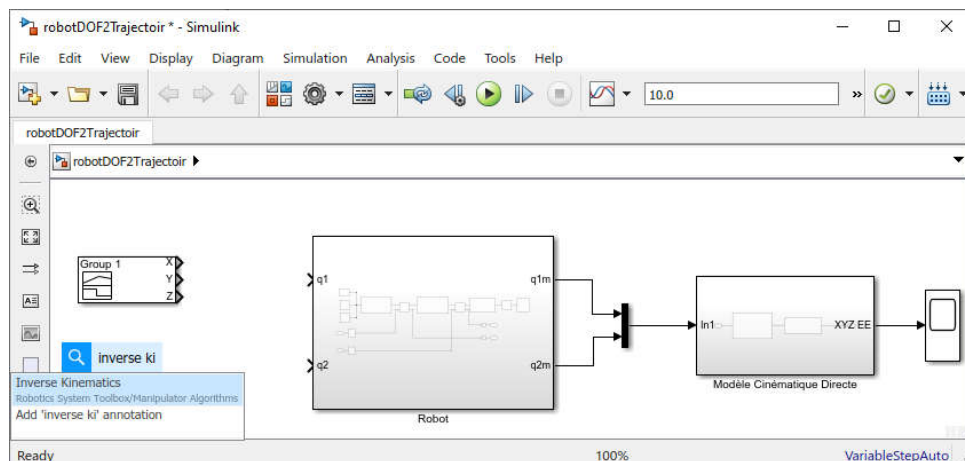 robotDOF2Trajectoir * - Simulink
File Edit View Display Diagram Simulation Analysis Code Tools Help
10.0
»
robotDOF2Trajectoir
robotDOF2Trajectoir
Group 1
X
Y
Z
q1
q2
q1m
q2m
Robot
In1
XYZ EE
Modèle Cinématique Directe
inverse ki
Inverse Kinematics
Robotics System Toolbox/Manipulator Algorithms
Add 'inverse ki' annotation
Ready 100% VariableStepAuto